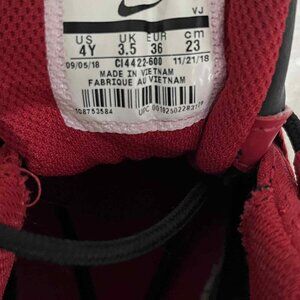 VJ
US UK EUR cm
4Y 3.5 36 23
09/05/18 CI4422-600 11/21/18
MADE IN VIETNAM
FABRIQUE AU VIETNAM
108753584